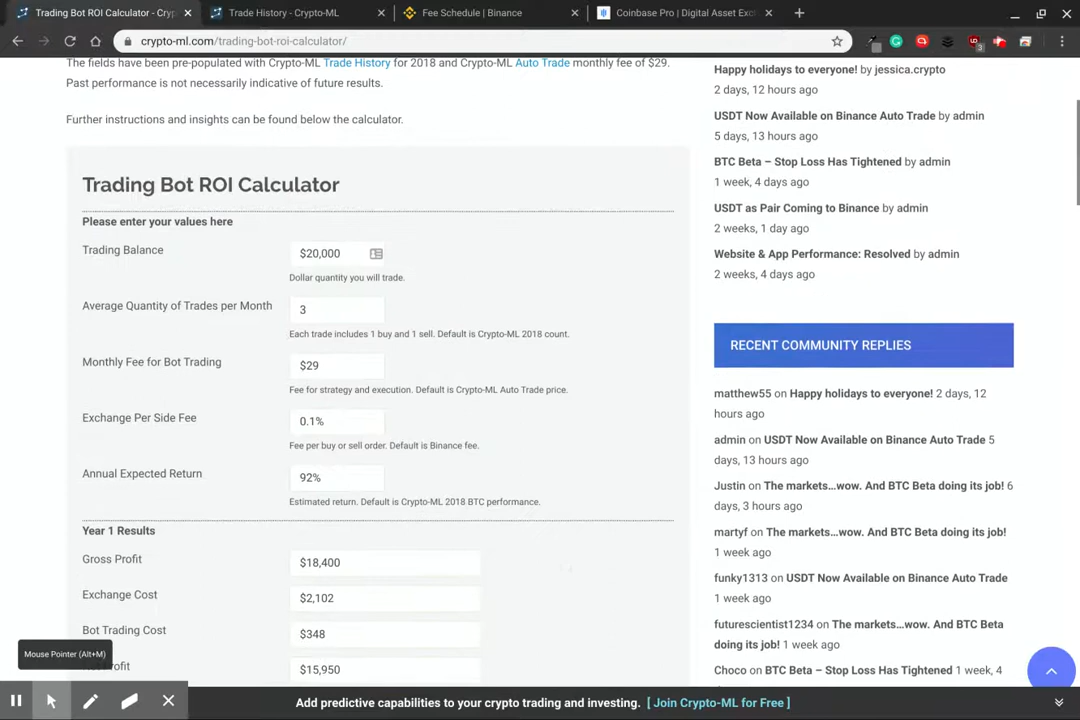 Trading Bot ROI Calculator - Cryp
Trade History - Crypto-ML
Fee Schedule | Binance
Coinbase Pro | Digital Asset Exc
crypto-ml.com/trading-bot-roi-calculator/
The fields have been pre-populated with Crypto-ML Trade History for 2018 and Crypto-ML Auto Trade monthly fee of $29.
Past performance is not necessarily indicative of future results.
Further instructions and insights can be found below the calculator.
Trading Bot ROI Calculator
Please enter your values here
Trading Balance
$20,000
Dollar quantity you will trade.
Average Quantity of Trades per Month
3
Each trade includes 1 buy and 1 sell. Default is Crypto-ML 2018 count.
Monthly Fee for Bot Trading
$29
Fee for strategy and execution. Default is Crypto-ML Auto Trade price.
Exchange Per Side Fee
0.1%
Fee per buy or sell order. Default is Binance fee.
Annual Expected Return
92%
Estimated return. Default is Crypto-ML 2018 BTC performance.
Year 1 Results
Gross Profit
$18,400
Exchange Cost
$2,102
Bot Trading Cost
$348
Profit
$15,950
Mouse Pointer (Alt+M)
Happy holidays to everyone! by jessica.crypto
2 days, 12 hours ago
USDT Now Available on Binance Auto Trade by admin
5 days, 13 hours ago
BTC Beta – Stop Loss Has Tightened by admin
1 week, 4 days ago
USDT as Pair Coming to Binance by admin
2 weeks, 1 day ago
Website & App Performance: Resolved by admin
2 weeks, 4 days ago
RECENT COMMUNITY REPLIES
matthew55 on Happy holidays to everyone! 2 days, 12
hours ago
admin on USDT Now Available on Binance Auto Trade 5
days, 13 hours ago
Justin on The markets…wow. And BTC Beta doing its job! 6
days, 3 hours ago
martyf on The markets…wow. And BTC Beta doing its job!
1 week ago
funky1313 on USDT Now Available on Binance Auto Trade
1 week ago
futurescientist1234 on The markets…wow. And BTC Beta
doing its job! 1 week ago
Choco on BTC Beta – Stop Loss Has Tightened 1 week, 4
Add predictive capabilities to your crypto trading and investing. [ Join Crypto-ML for Free ]